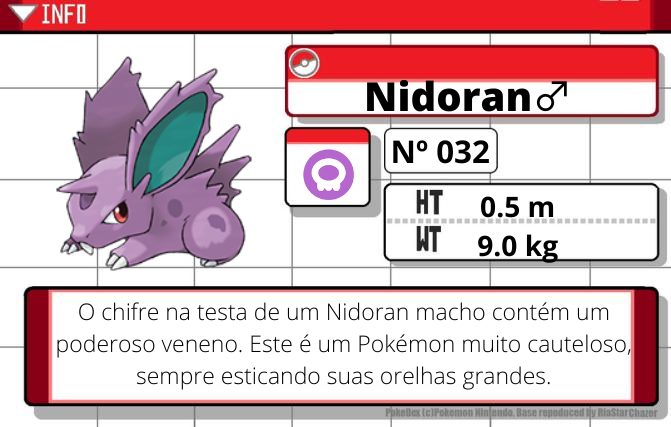 INFO
Nidoran♂
Nº 032
HT 0.5 m
WT 9.0 kg
O chifre na testa de um Nidoran macho contém um
poderoso veneno. Este é um Pokémon muito cauteloso,
sempre esticando suas orelhas grandes.
PokeDex (c)Pokemon Nintendo. Base reproduced by RiaStarChazer